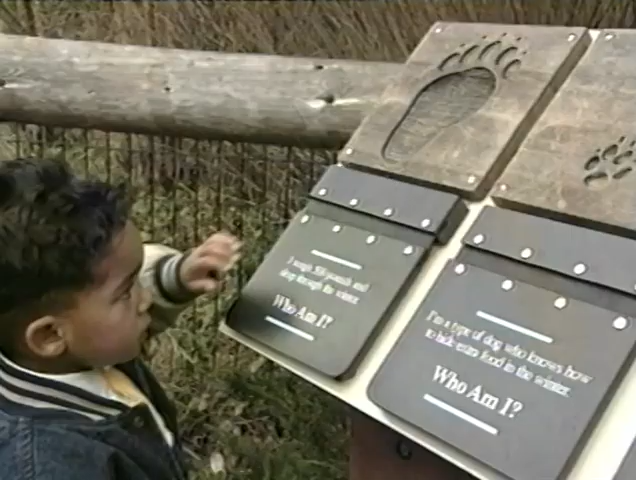 I weigh 500 pounds and
sleep through the winter.
Who Am I?
I'm a type of dog who knows how
to hide extra food in the winter.
Who Am I?